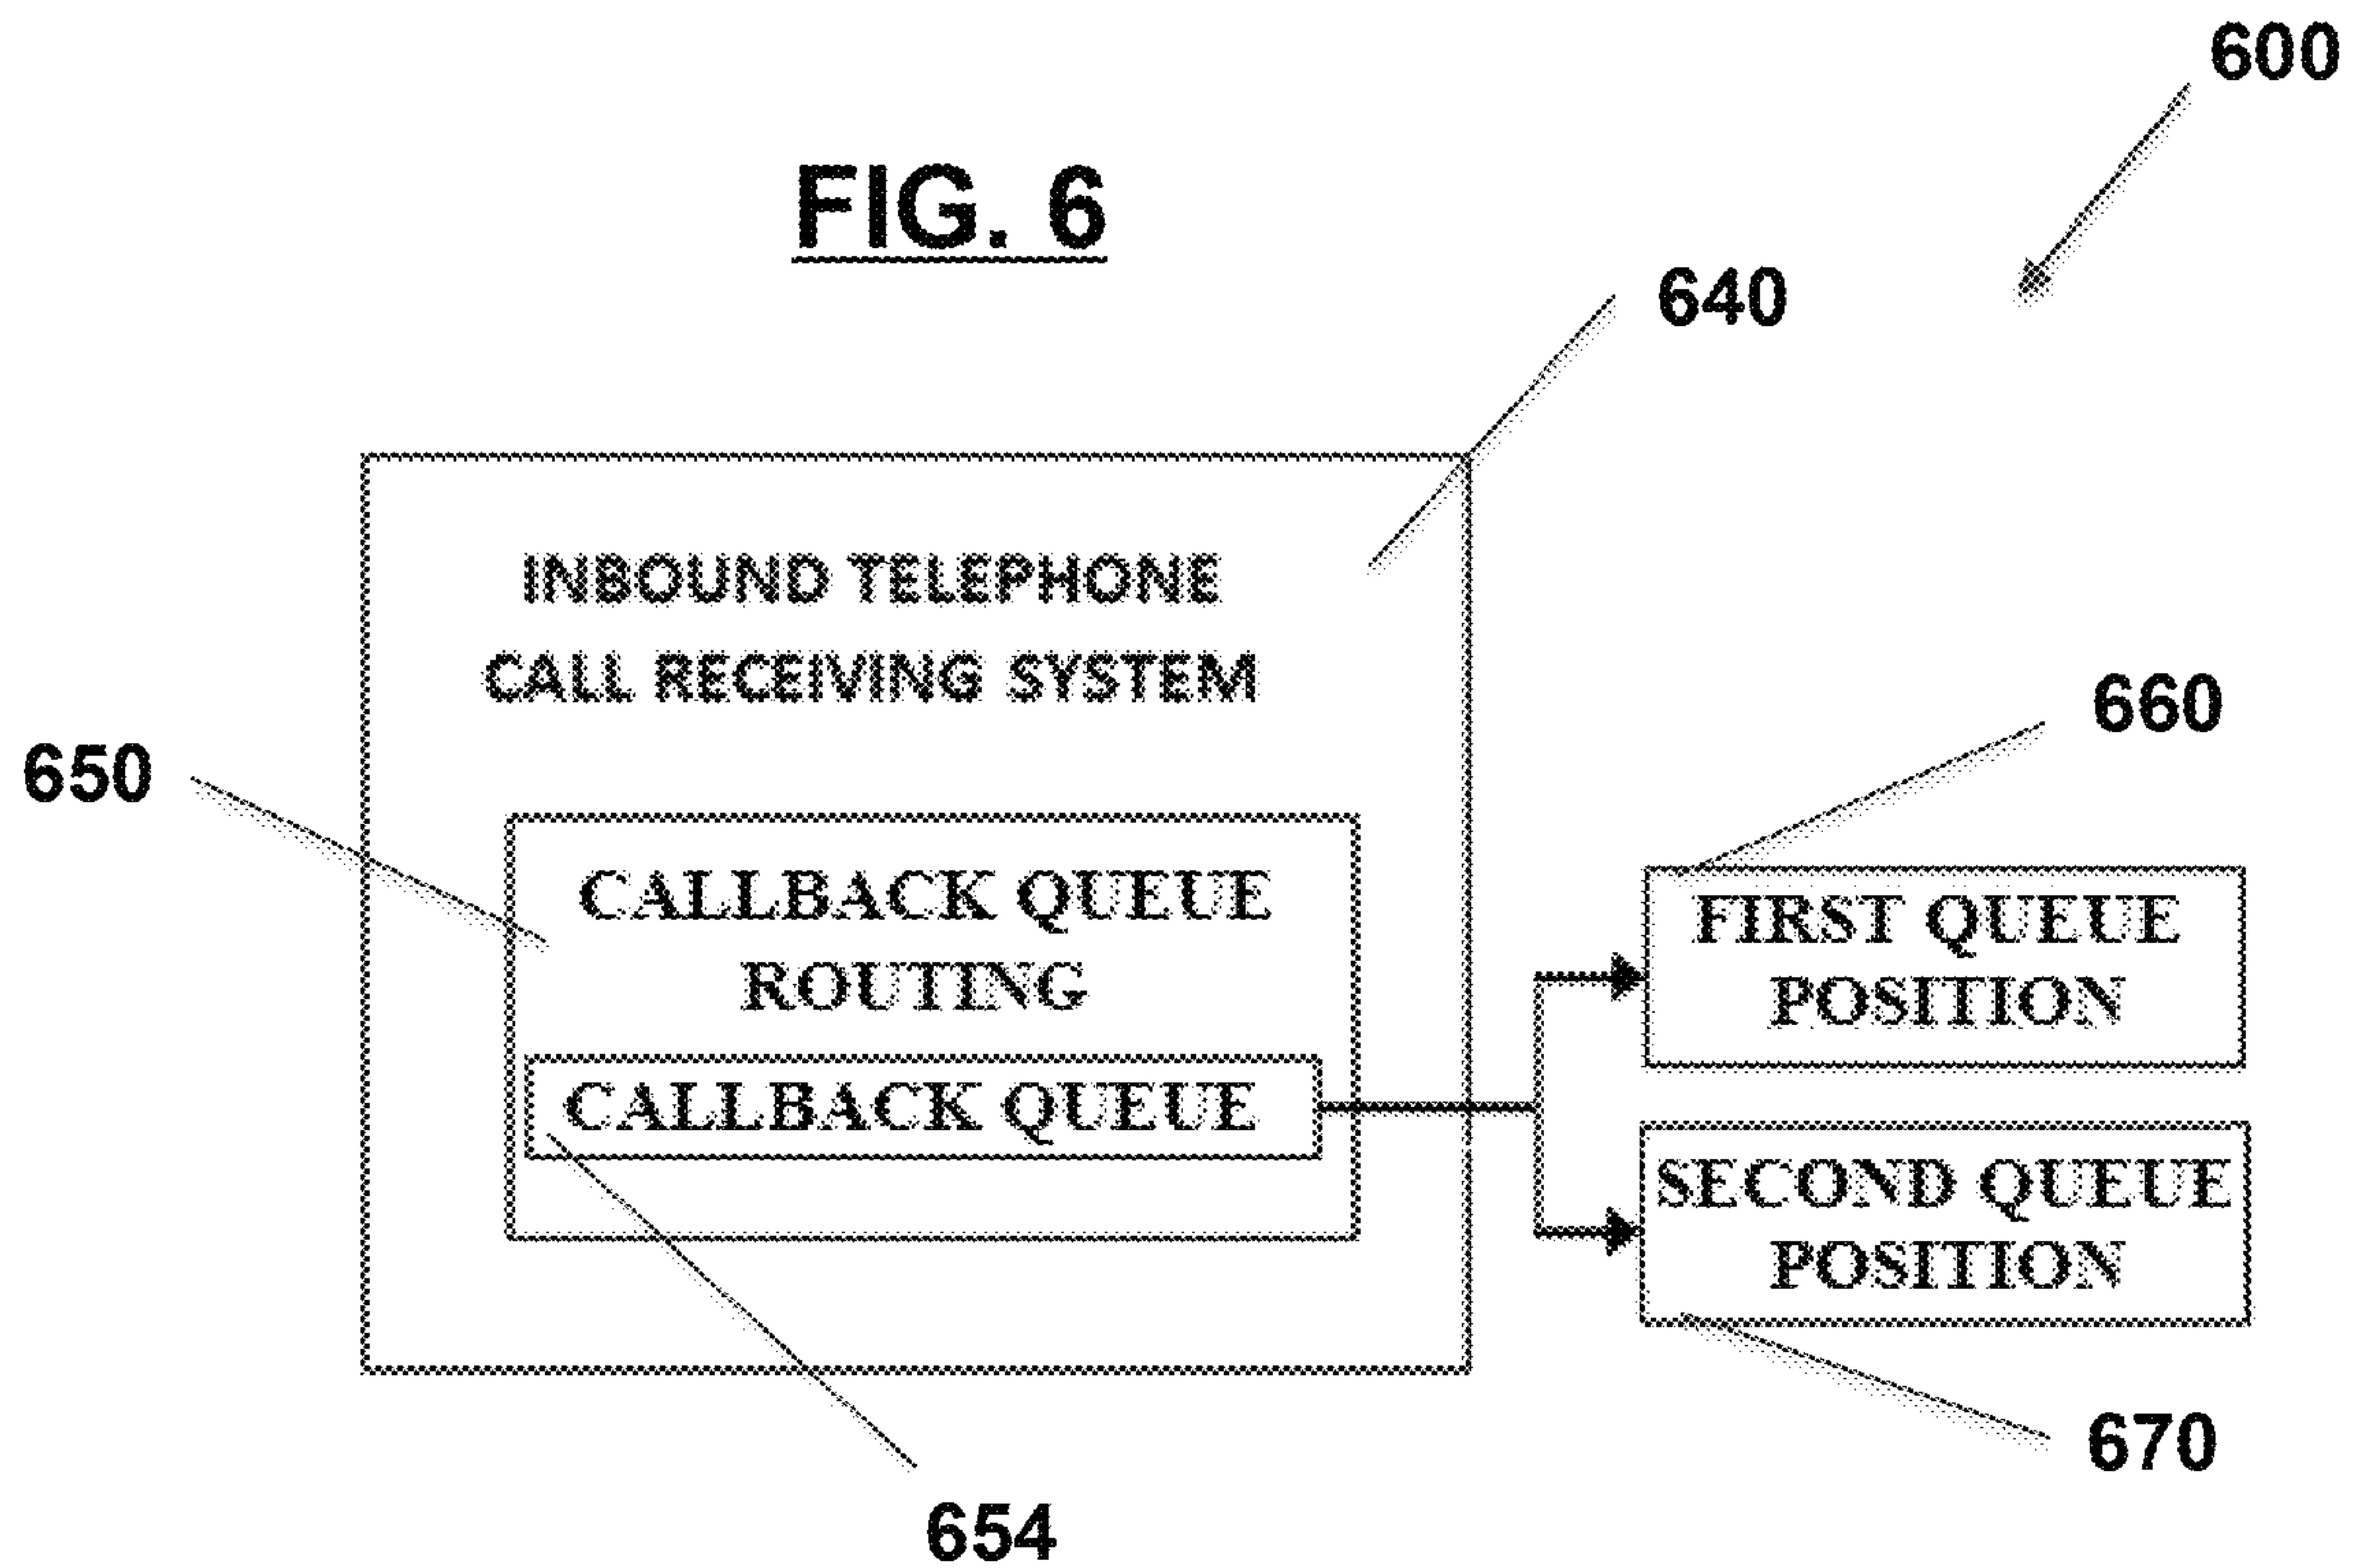 600
FIG. 6
640
INBOUND TELEPHONE
CALL RECEIVING SYSTEM
660
650
CALLBACK QUEUE
ROUTING
FIRST QUEUE
POSITION
CALLBACK QUEUE
SECOND QUEUE
POSITION
670
654